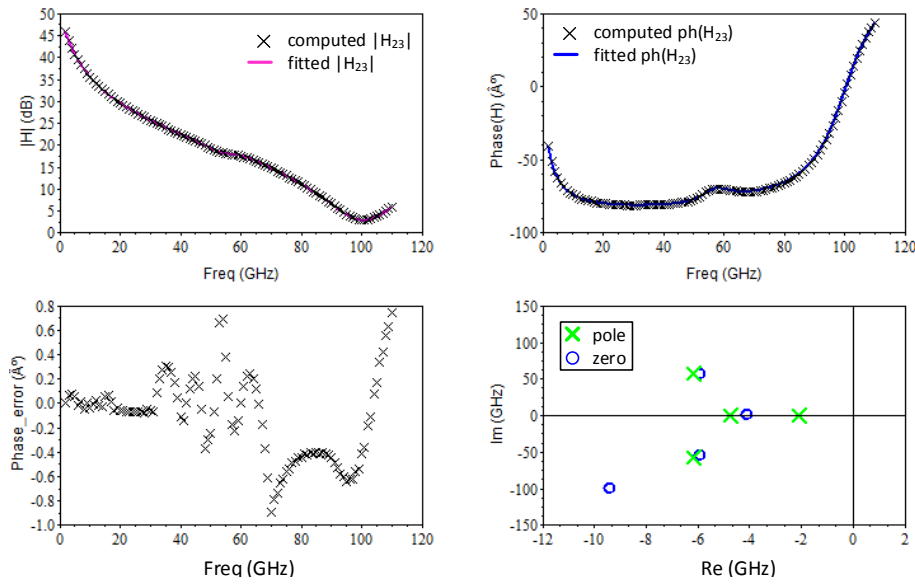 50
45
40
35
30
25
20
15
10
5
0
|H| (dB)
× computed |H23|
fitted |H23|
0 20 40 60 80 100 120
Freq (GHz)
50
0
-50
-100
Phase(H) (Äº)
× computed ph(H23)
fitted ph(H23)
0 20 40 60 80 100 120
Freq (GHz)
0.8
0.6
0.4
0.2
0.0
-0.2
-0.4
-0.6
-0.8
-1.0
Phase_error (Äº)
0 20 40 60 80 100 120
Freq (GHz)
150
100
50
0
-50
-100
-150
Im (GHz)
pole
zero
-12 -10 -8 -6 -4 -2 0 2
Re (GHz)